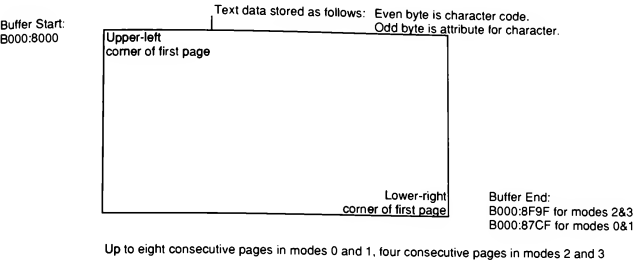 Text data stored as follows: Even byte is character code.
Odd byte is attribute for character.
Buffer Start:
B000:8000
Upper-left
corner of first page
Lower-right
corner of first page
Buffer End:
B000:8F9F for modes 2&3
B000:87CF for modes 0&1
Up to eight consecutive pages in modes 0 and 1, four consecutive pages in modes 2 and 3